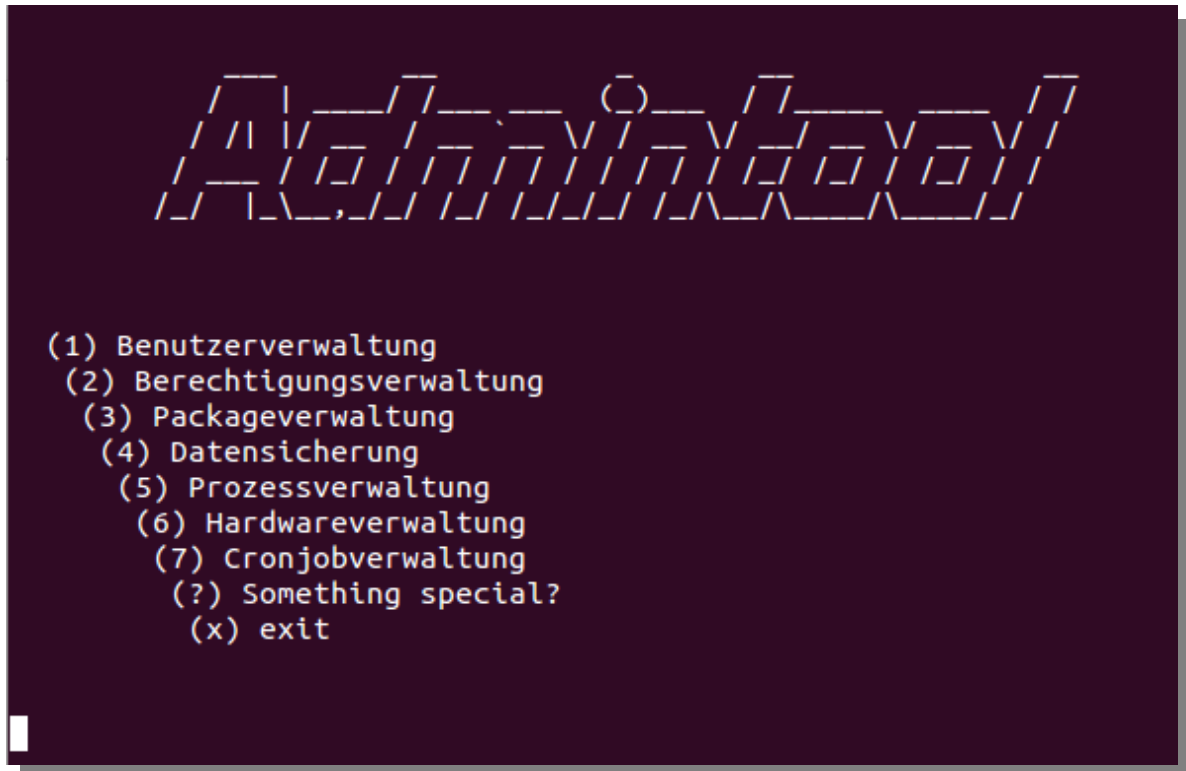 Admintool
(1) Benutzerverwaltung
(2) Berechtigungsverwaltung
(3) Packageverwaltung
(4) Datensicherung
(5) Prozessverwaltung
(6) Hardwareverwaltung
(7) Cronjobverwaltung
(?) Something special?
(x) exit